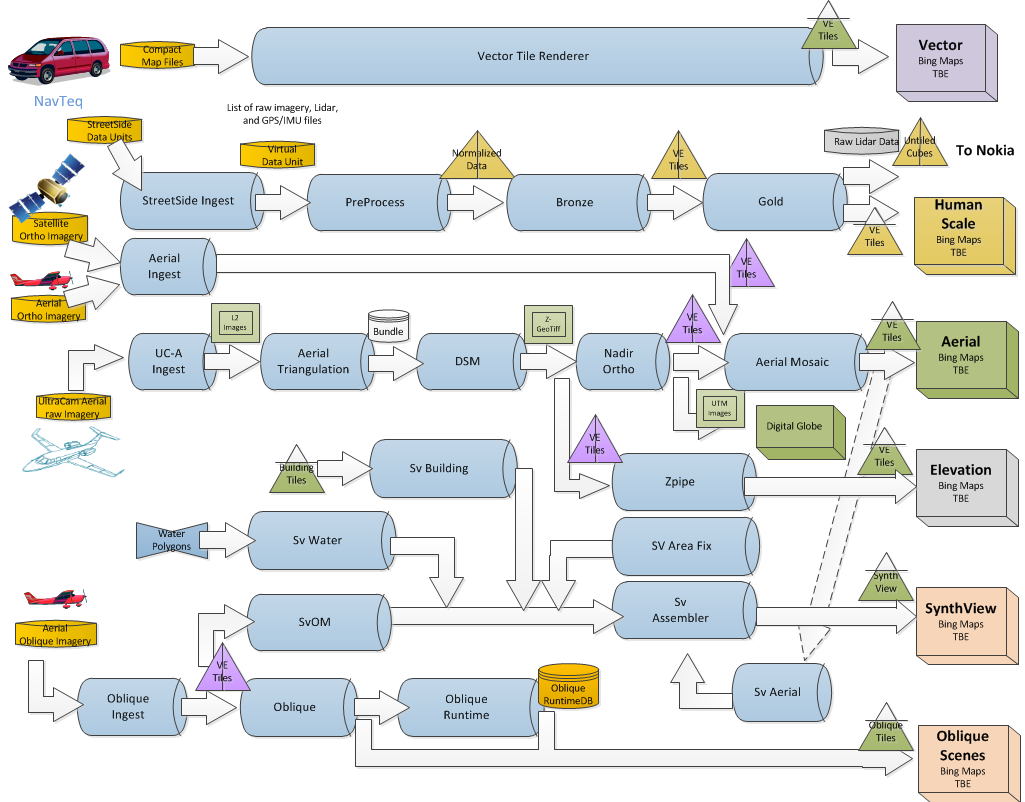 VE
Tiles
Compact
Map Files
Vector Tile Renderer
Vector
Bing Maps
TBE
NavTeq
List of raw imagery, Lidar,
and GPS/IMU files
StreetSide
Data Units
Virtual
Data Unit
Normalized
Data
VE
Tiles
Raw Lidar Data
Untiled
Cubes
To Nokia
StreetSide Ingest
PreProcess
Bronze
Gold
Human
Scale
Bing Maps
TBE
VE
Tiles
Satellite
Ortho Imagery
Aerial
Ingest
VE
Tiles
Aerial
Ortho Imagery
L2
Images
Bundle
Z-
GeoTiff
VE
Tiles
VE
Tiles
UC-A
Ingest
Aerial
Triangulation
DSM
Nadir
Ortho
Aerial Mosaic
Aerial
Bing Maps
TBE
UltraCam Aerial
raw Imagery
UTM
Images
Digital Globe
VE
Tiles
VE
Tiles
Building
Tiles
Sv Building
Zpipe
Elevation
Bing Maps
TBE
Water
Polygons
Sv Water
SV Area Fix
Synth
View
SvOM
Sv
Assembler
SynthView
Bing Maps
TBE
Aerial
Oblique Imagery
VE
Tiles
Oblique
Ingest
Oblique
Oblique
Runtime
Oblique
RuntimeDB
Sv Aerial
Oblique
Tiles
Oblique
Scenes
Bing Maps
TBE